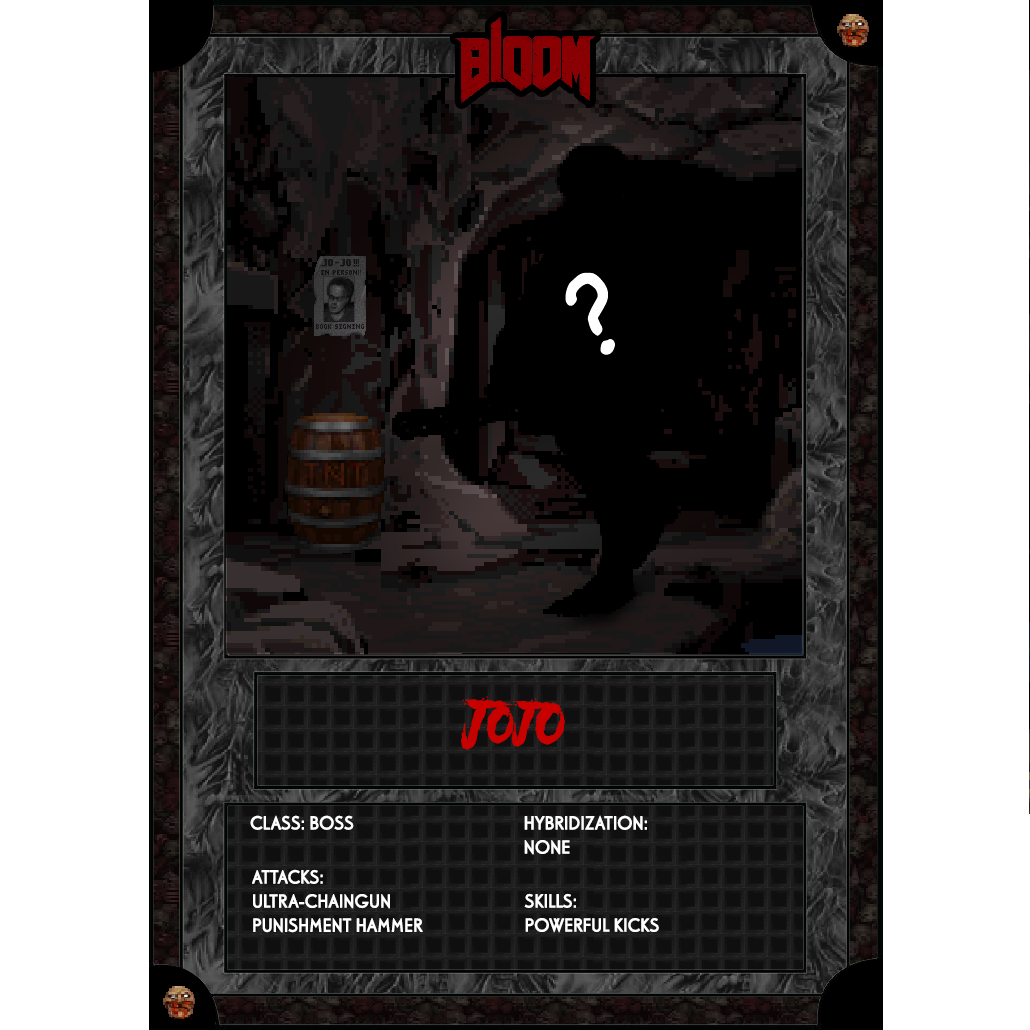 BlOOM
JO-JO!!!
IN PERSON!!
BOOK SIGNING
TNT
?
JOJO
CLASS: BOSS
HYBRIDIZATION:
NONE
ATTACKS:
ULTRA-CHAINGUN
PUNISHMENT HAMMER
SKILLS:
POWERFUL KICKS